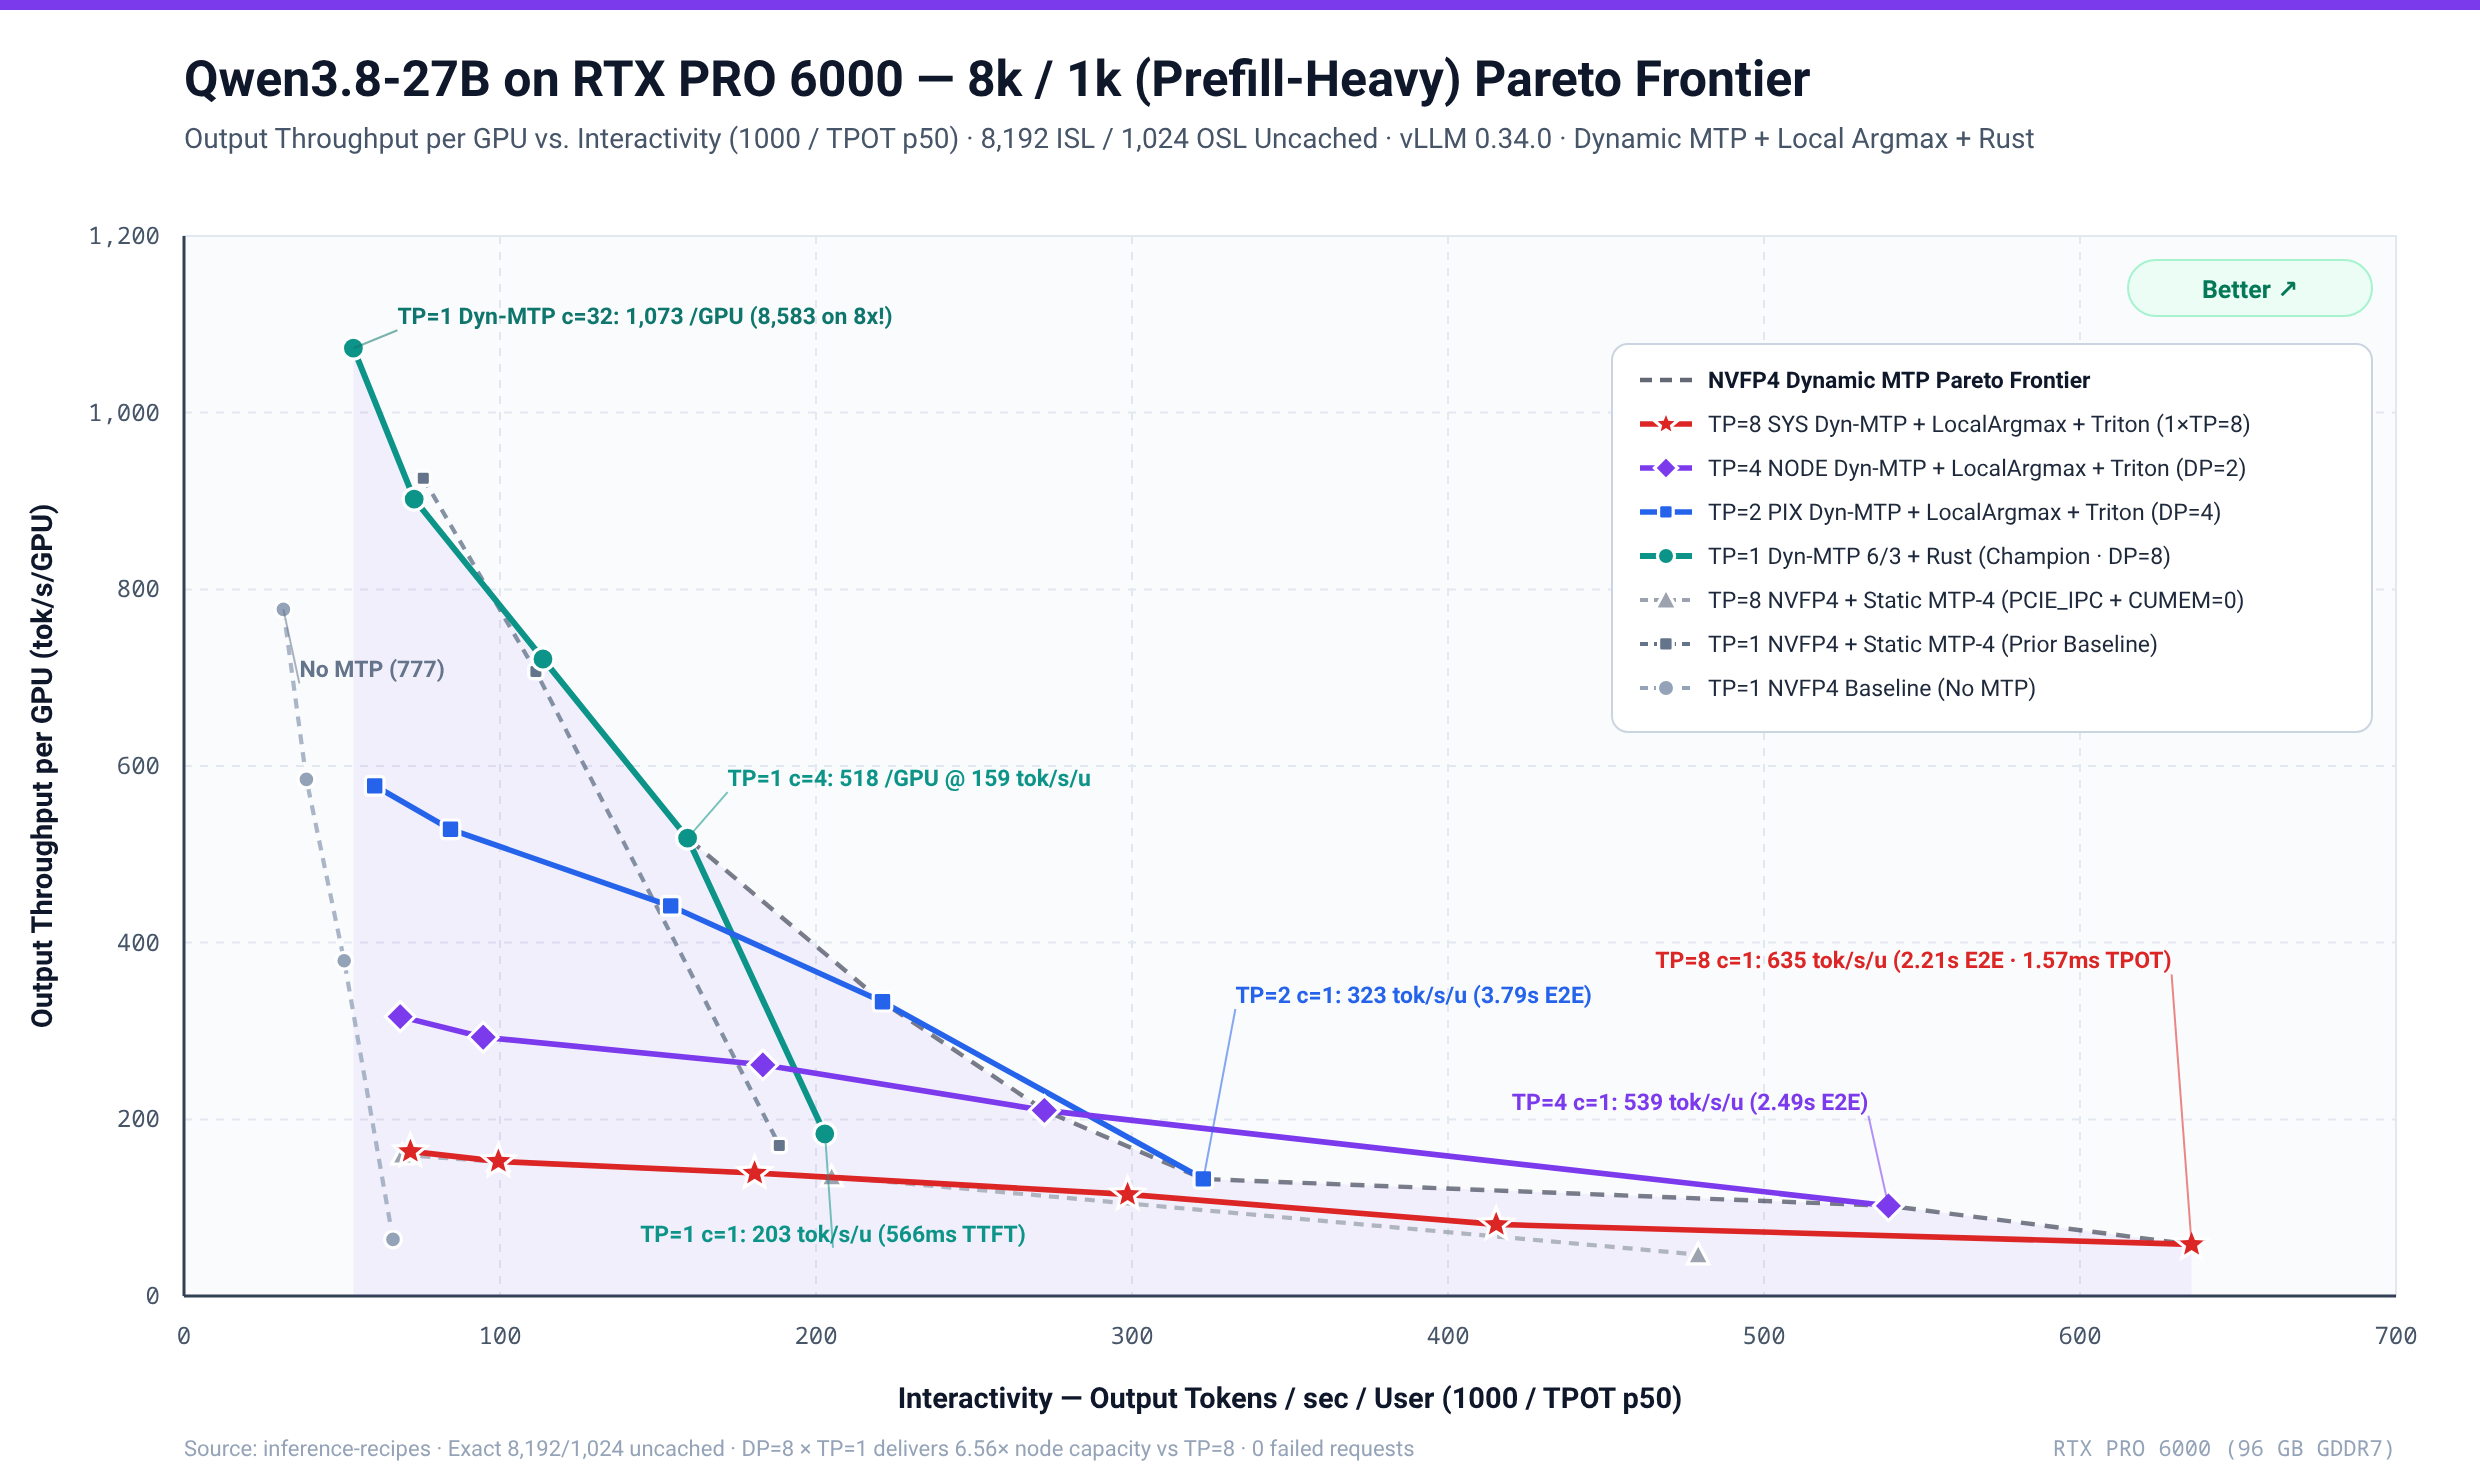 Qwen3.8-27B on RTX PRO 6000 — 8k / 1k (Prefill-Heavy) Pareto Frontier
Output Throughput per GPU vs. Interactivity (1000 / TPOT p50) · 8,192 ISL / 1,024 OSL Uncached · vLLM 0.34.0 · Dynamic MTP + Local Argmax + Rust
Output Throughput per GPU (tok/s/GPU)
1,200
1,000
800
600
400
200
0
Better ↗
NVFP4 Dynamic MTP Pareto Frontier
TP=8 SYS Dyn-MTP + LocalArgmax + Triton (1×TP=8)
TP=4 NODE Dyn-MTP + LocalArgmax + Triton (DP=2)
TP=2 PIX Dyn-MTP + LocalArgmax + Triton (DP=4)
TP=1 Dyn-MTP 6/3 + Rust (Champion · DP=8)
TP=8 NVFP4 + Static MTP-4 (PCIE_IPC + CUMEM=0)
TP=1 NVFP4 + Static MTP-4 (Prior Baseline)
TP=1 NVFP4 Baseline (No MTP)
TP=1 Dyn-MTP c=32: 1,073 /GPU (8,583 on 8x!)
No MTP (777)
TP=1 c=4: 518 /GPU @ 159 tok/s/u
TP=8 c=1: 635 tok/s/u (2.21s E2E · 1.57ms TPOT)
TP=2 c=1: 323 tok/s/u (3.79s E2E)
TP=4 c=1: 539 tok/s/u (2.49s E2E)
TP=1 c=1: 203 tok/s/u (566ms TTFT)
0 100 200 300 400 500 600 700
Interactivity — Output Tokens / sec / User (1000 / TPOT p50)
Source: inference-recipes · Exact 8,192/1,024 uncached · DP=8 × TP=1 delivers 6.56× node capacity vs TP=8 · 0 failed requests
RTX PRO 6000 (96 GB GDDR7)